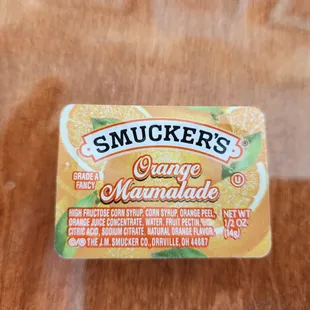 SMUCKER'S®
Orange
Marmalade
GRADE A
FANCY
HIGH FRUCTOSE CORN SYRUP, CORN SYRUP, ORANGE PEEL,
ORANGE JUICE CONCENTRATE, WATER, FRUIT PECTIN,
CITRIC ACID, SODIUM CITRATE, NATURAL ORANGE FLAVOR.
©/® THE J.M. SMUCKER CO., ORRVILLE, OH 44667
U
NET WT
1/2 OZ
(14g)